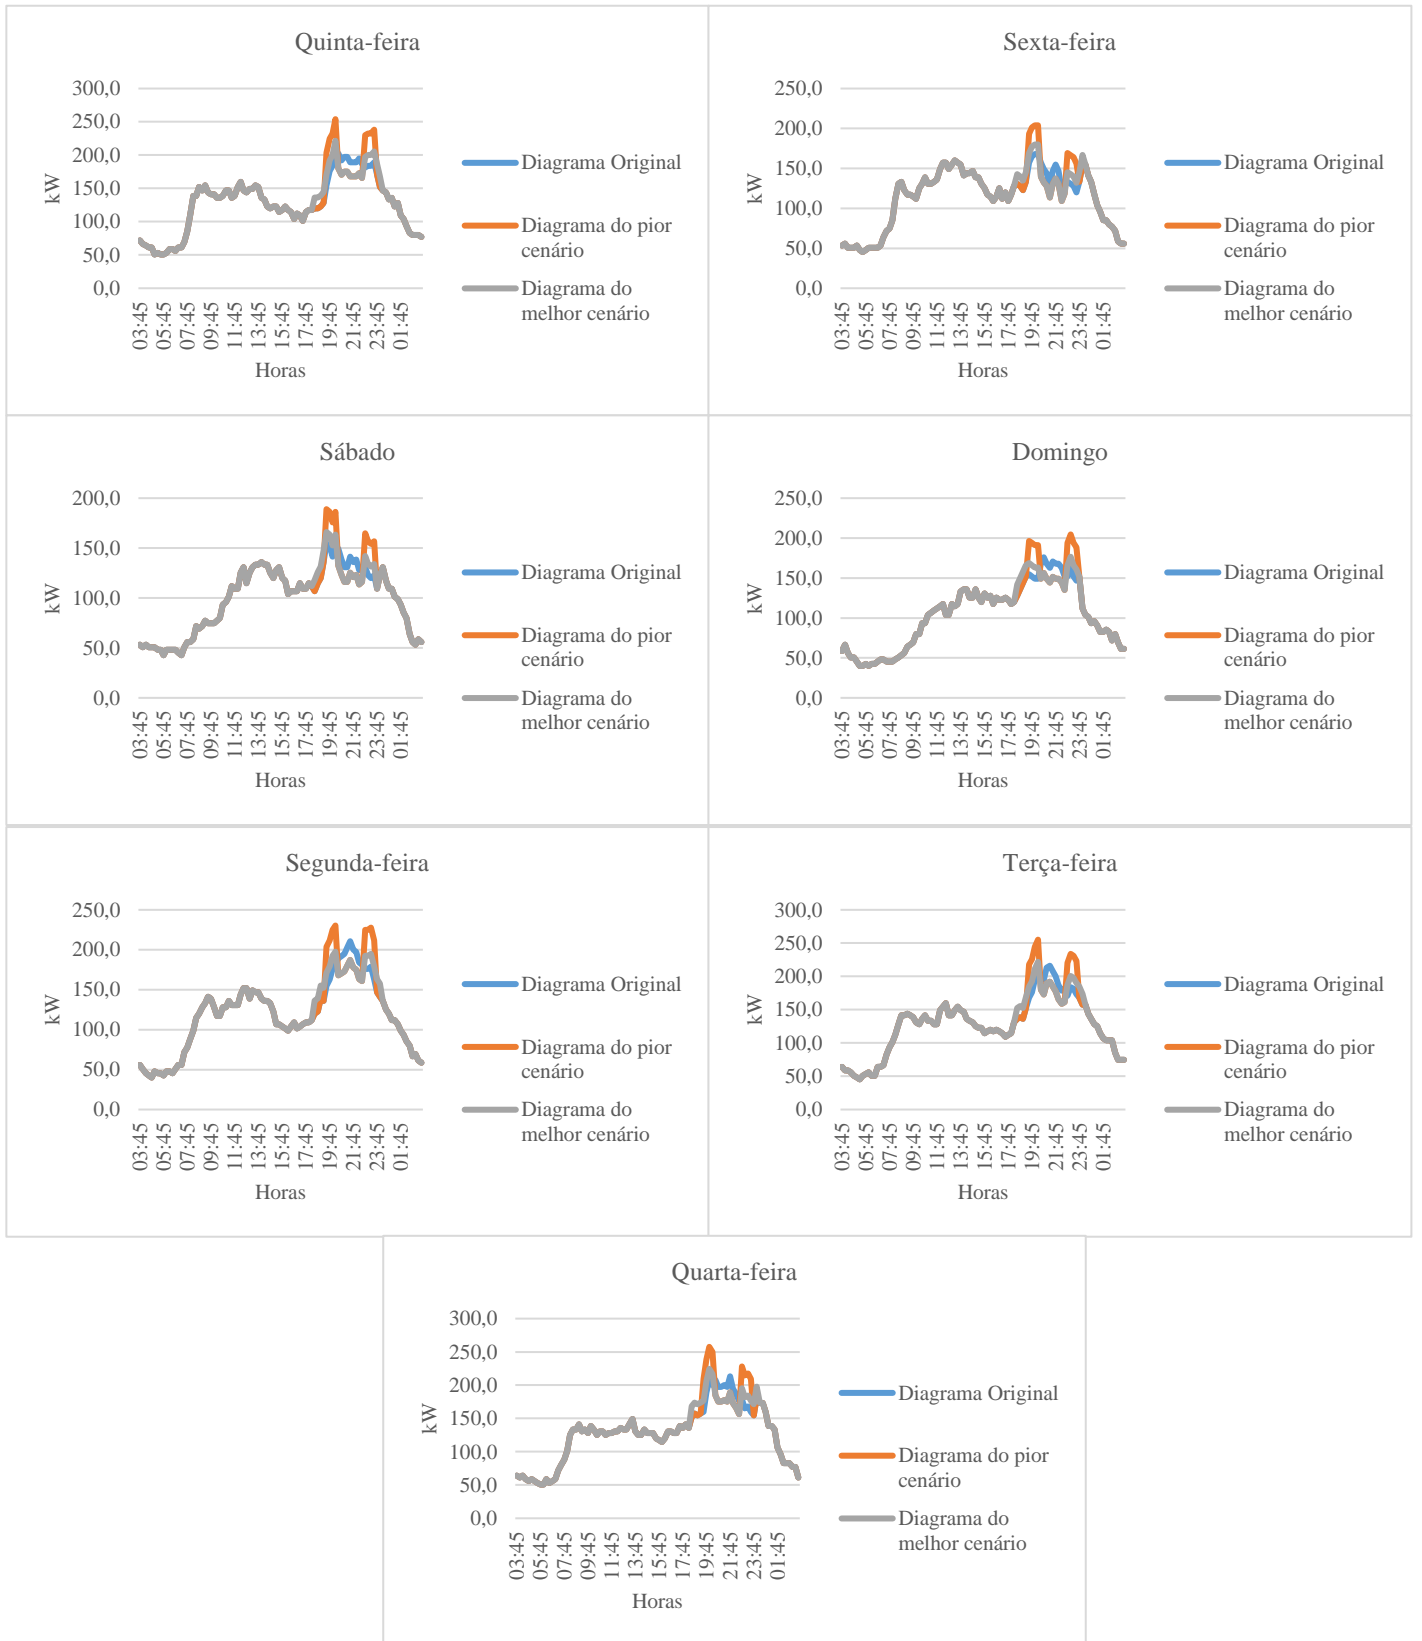 Quinta-feira
300,0
250,0
200,0
150,0
100,0
50,0
0,0
kW
03:45
05:45
07:45
09:45
11:45
13:45
15:45
17:45
19:45
21:45
23:45
01:45
Horas
Diagrama Original
Diagrama do pior
cenário
Diagrama do
melhor cenário
Sexta-feira
250,0
200,0
150,0
100,0
50,0
0,0
kW
03:45
05:45
07:45
09:45
11:45
13:45
15:45
17:45
19:45
21:45
23:45
01:45
Horas
Diagrama Original
Diagrama do pior
cenário
Diagrama do
melhor cenário
Sábado
200,0
150,0
100,0
50,0
0,0
kW
03:45
05:45
07:45
09:45
11:45
13:45
15:45
17:45
19:45
21:45
23:45
01:45
Horas
Diagrama Original
Diagrama do pior
cenário
Diagrama do
melhor cenário
Domingo
250,0
200,0
150,0
100,0
50,0
0,0
kW
03:45
05:45
07:45
09:45
11:45
13:45
15:45
17:45
19:45
21:45
23:45
01:45
Horas
Diagrama Original
Diagrama do pior
cenário
Diagrama do
melhor cenário
Segunda-feira
250,0
200,0
150,0
100,0
50,0
0,0
kW
03:45
05:45
07:45
09:45
11:45
13:45
15:45
17:45
19:45
21:45
23:45
01:45
Horas
Diagrama Original
Diagrama do pior
cenário
Diagrama do
melhor cenário
Terça-feira
300,0
250,0
200,0
150,0
100,0
50,0
0,0
kW
03:45
05:45
07:45
09:45
11:45
13:45
15:45
17:45
19:45
21:45
23:45
01:45
Horas
Diagrama Original
Diagrama do pior
cenário
Diagrama do
melhor cenário
Quarta-feira
300,0
250,0
200,0
150,0
100,0
50,0
0,0
kW
03:45
05:45
07:45
09:45
11:45
13:45
15:45
17:45
19:45
21:45
23:45
01:45
Horas
Diagrama Original
Diagrama do pior
cenário
Diagrama do
melhor cenário